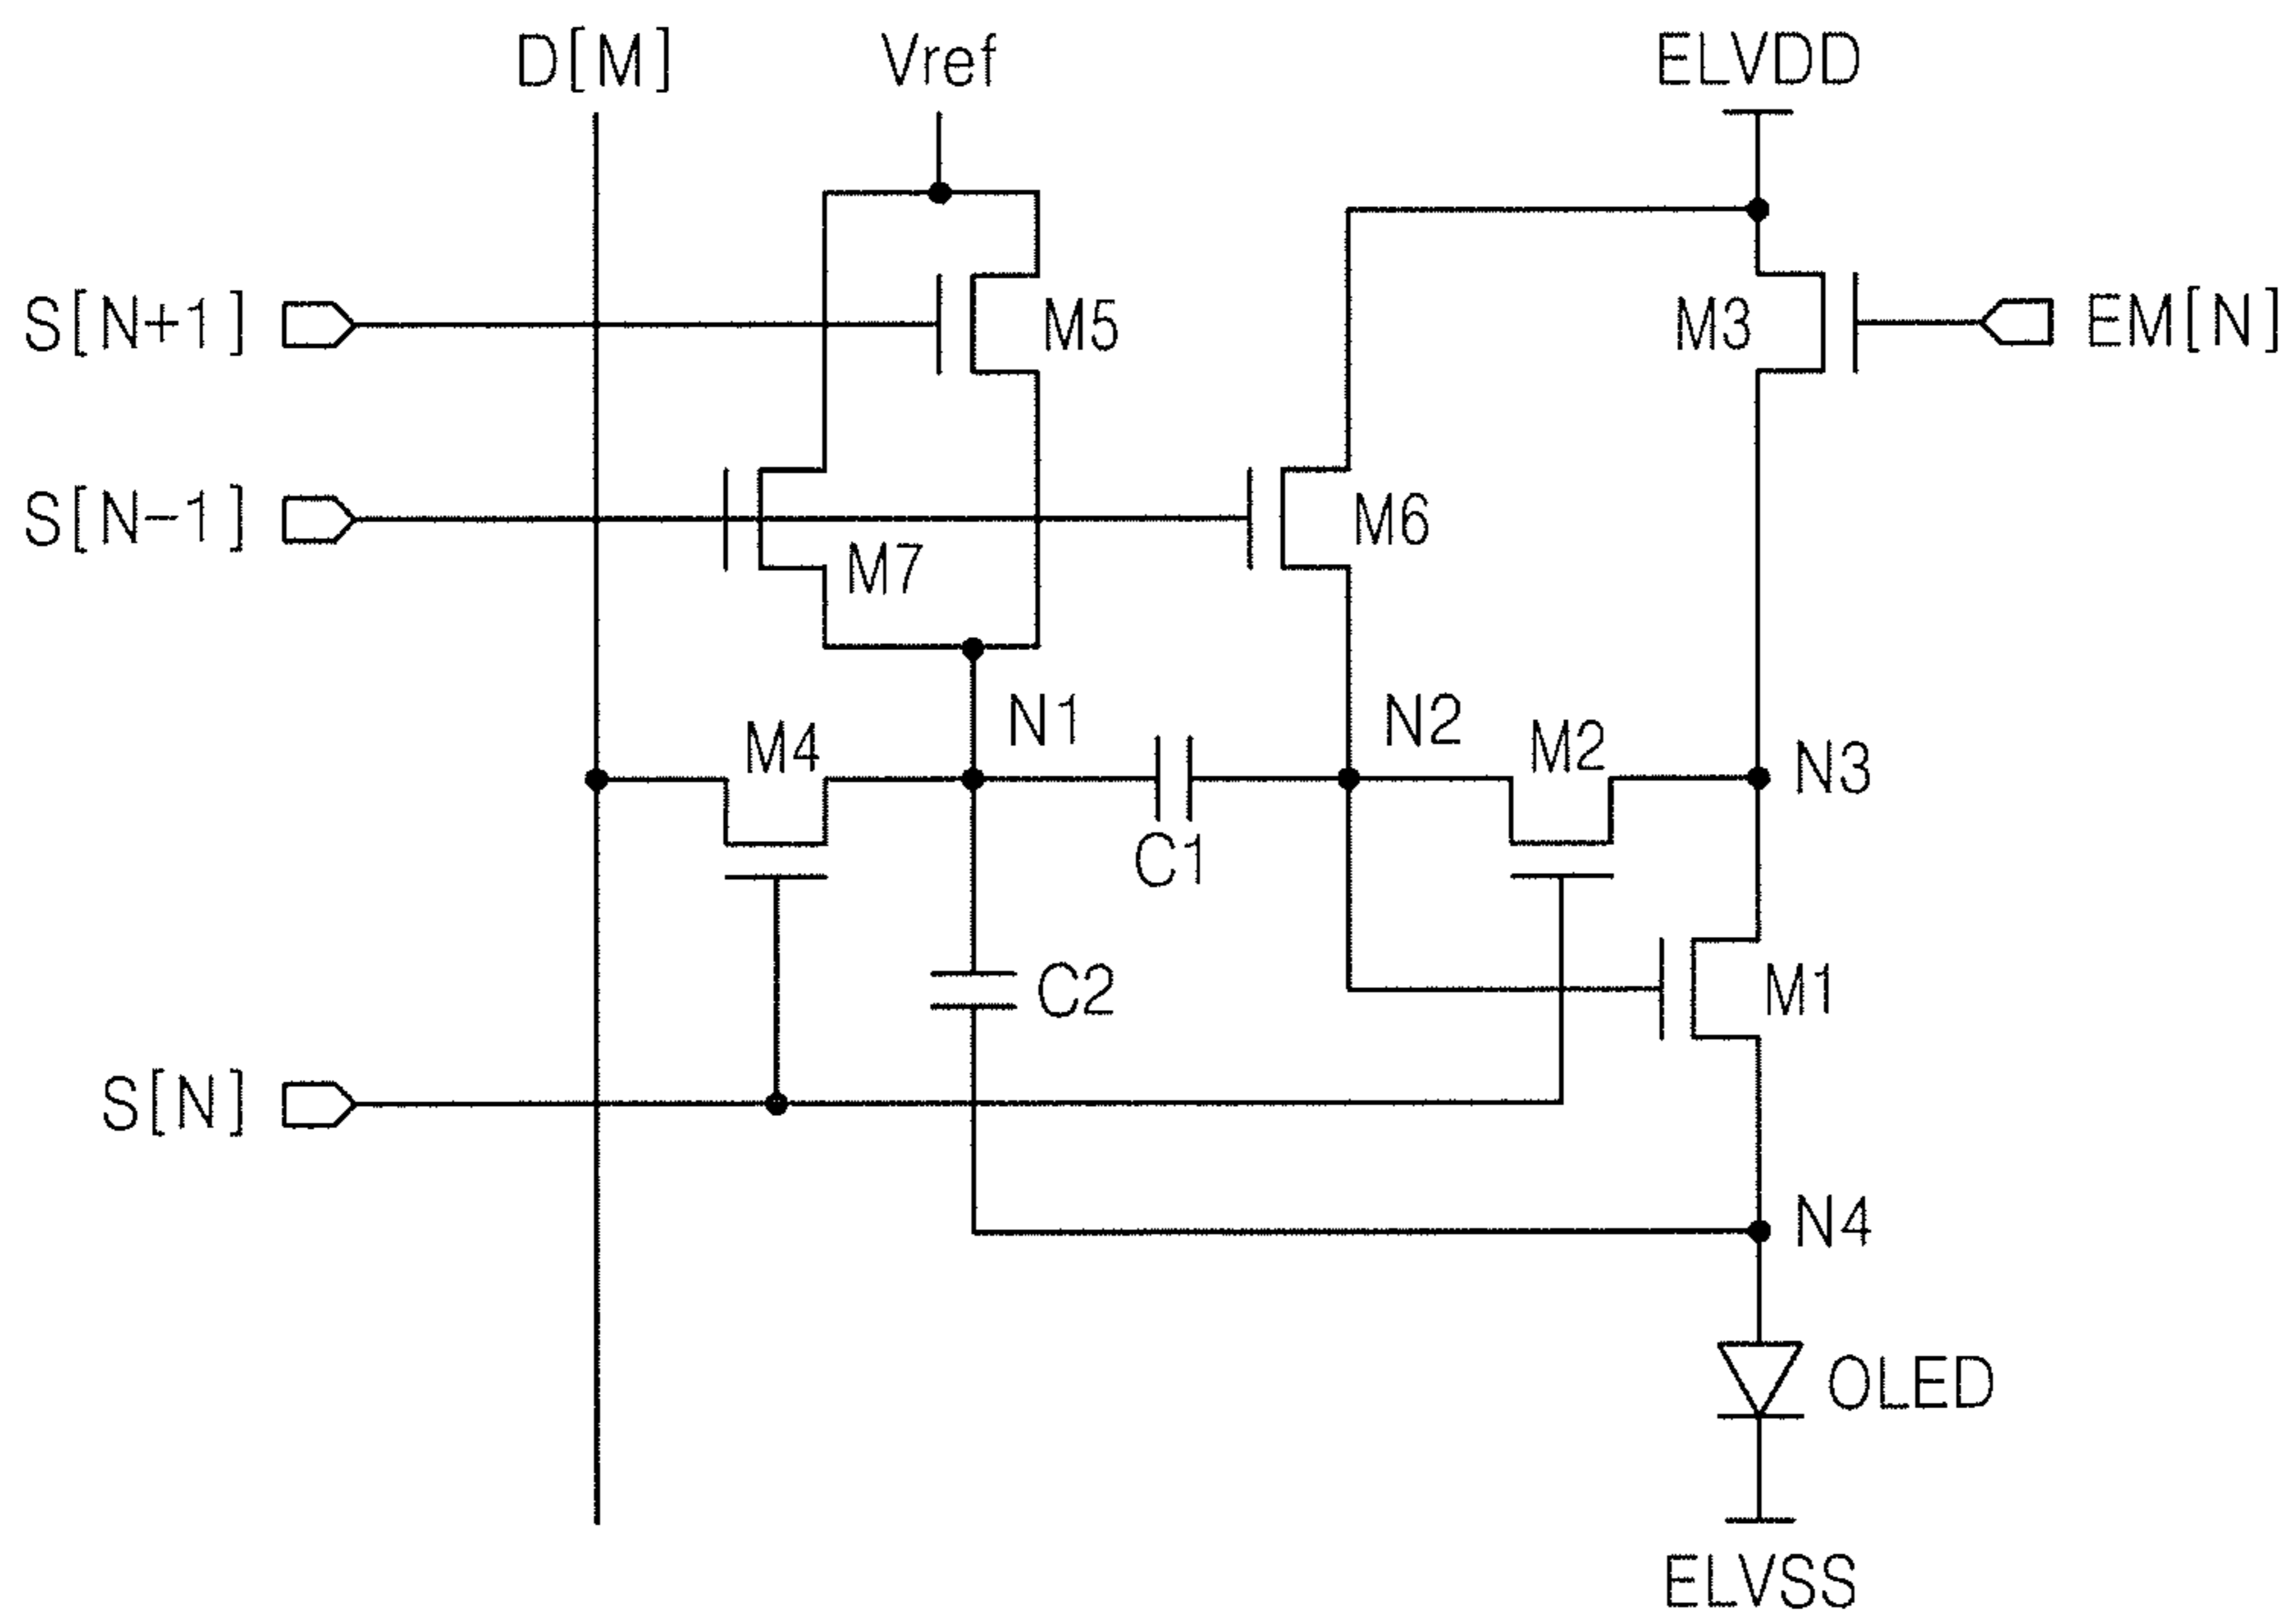 D[M]
Vref
ELVDD
S[N+1]
M5
M3
EM[N]
S[N-1]
M7
M6
M4
N1
N2
M2
N3
C1
C2
M1
S[N]
N4
OLED
ELVSS